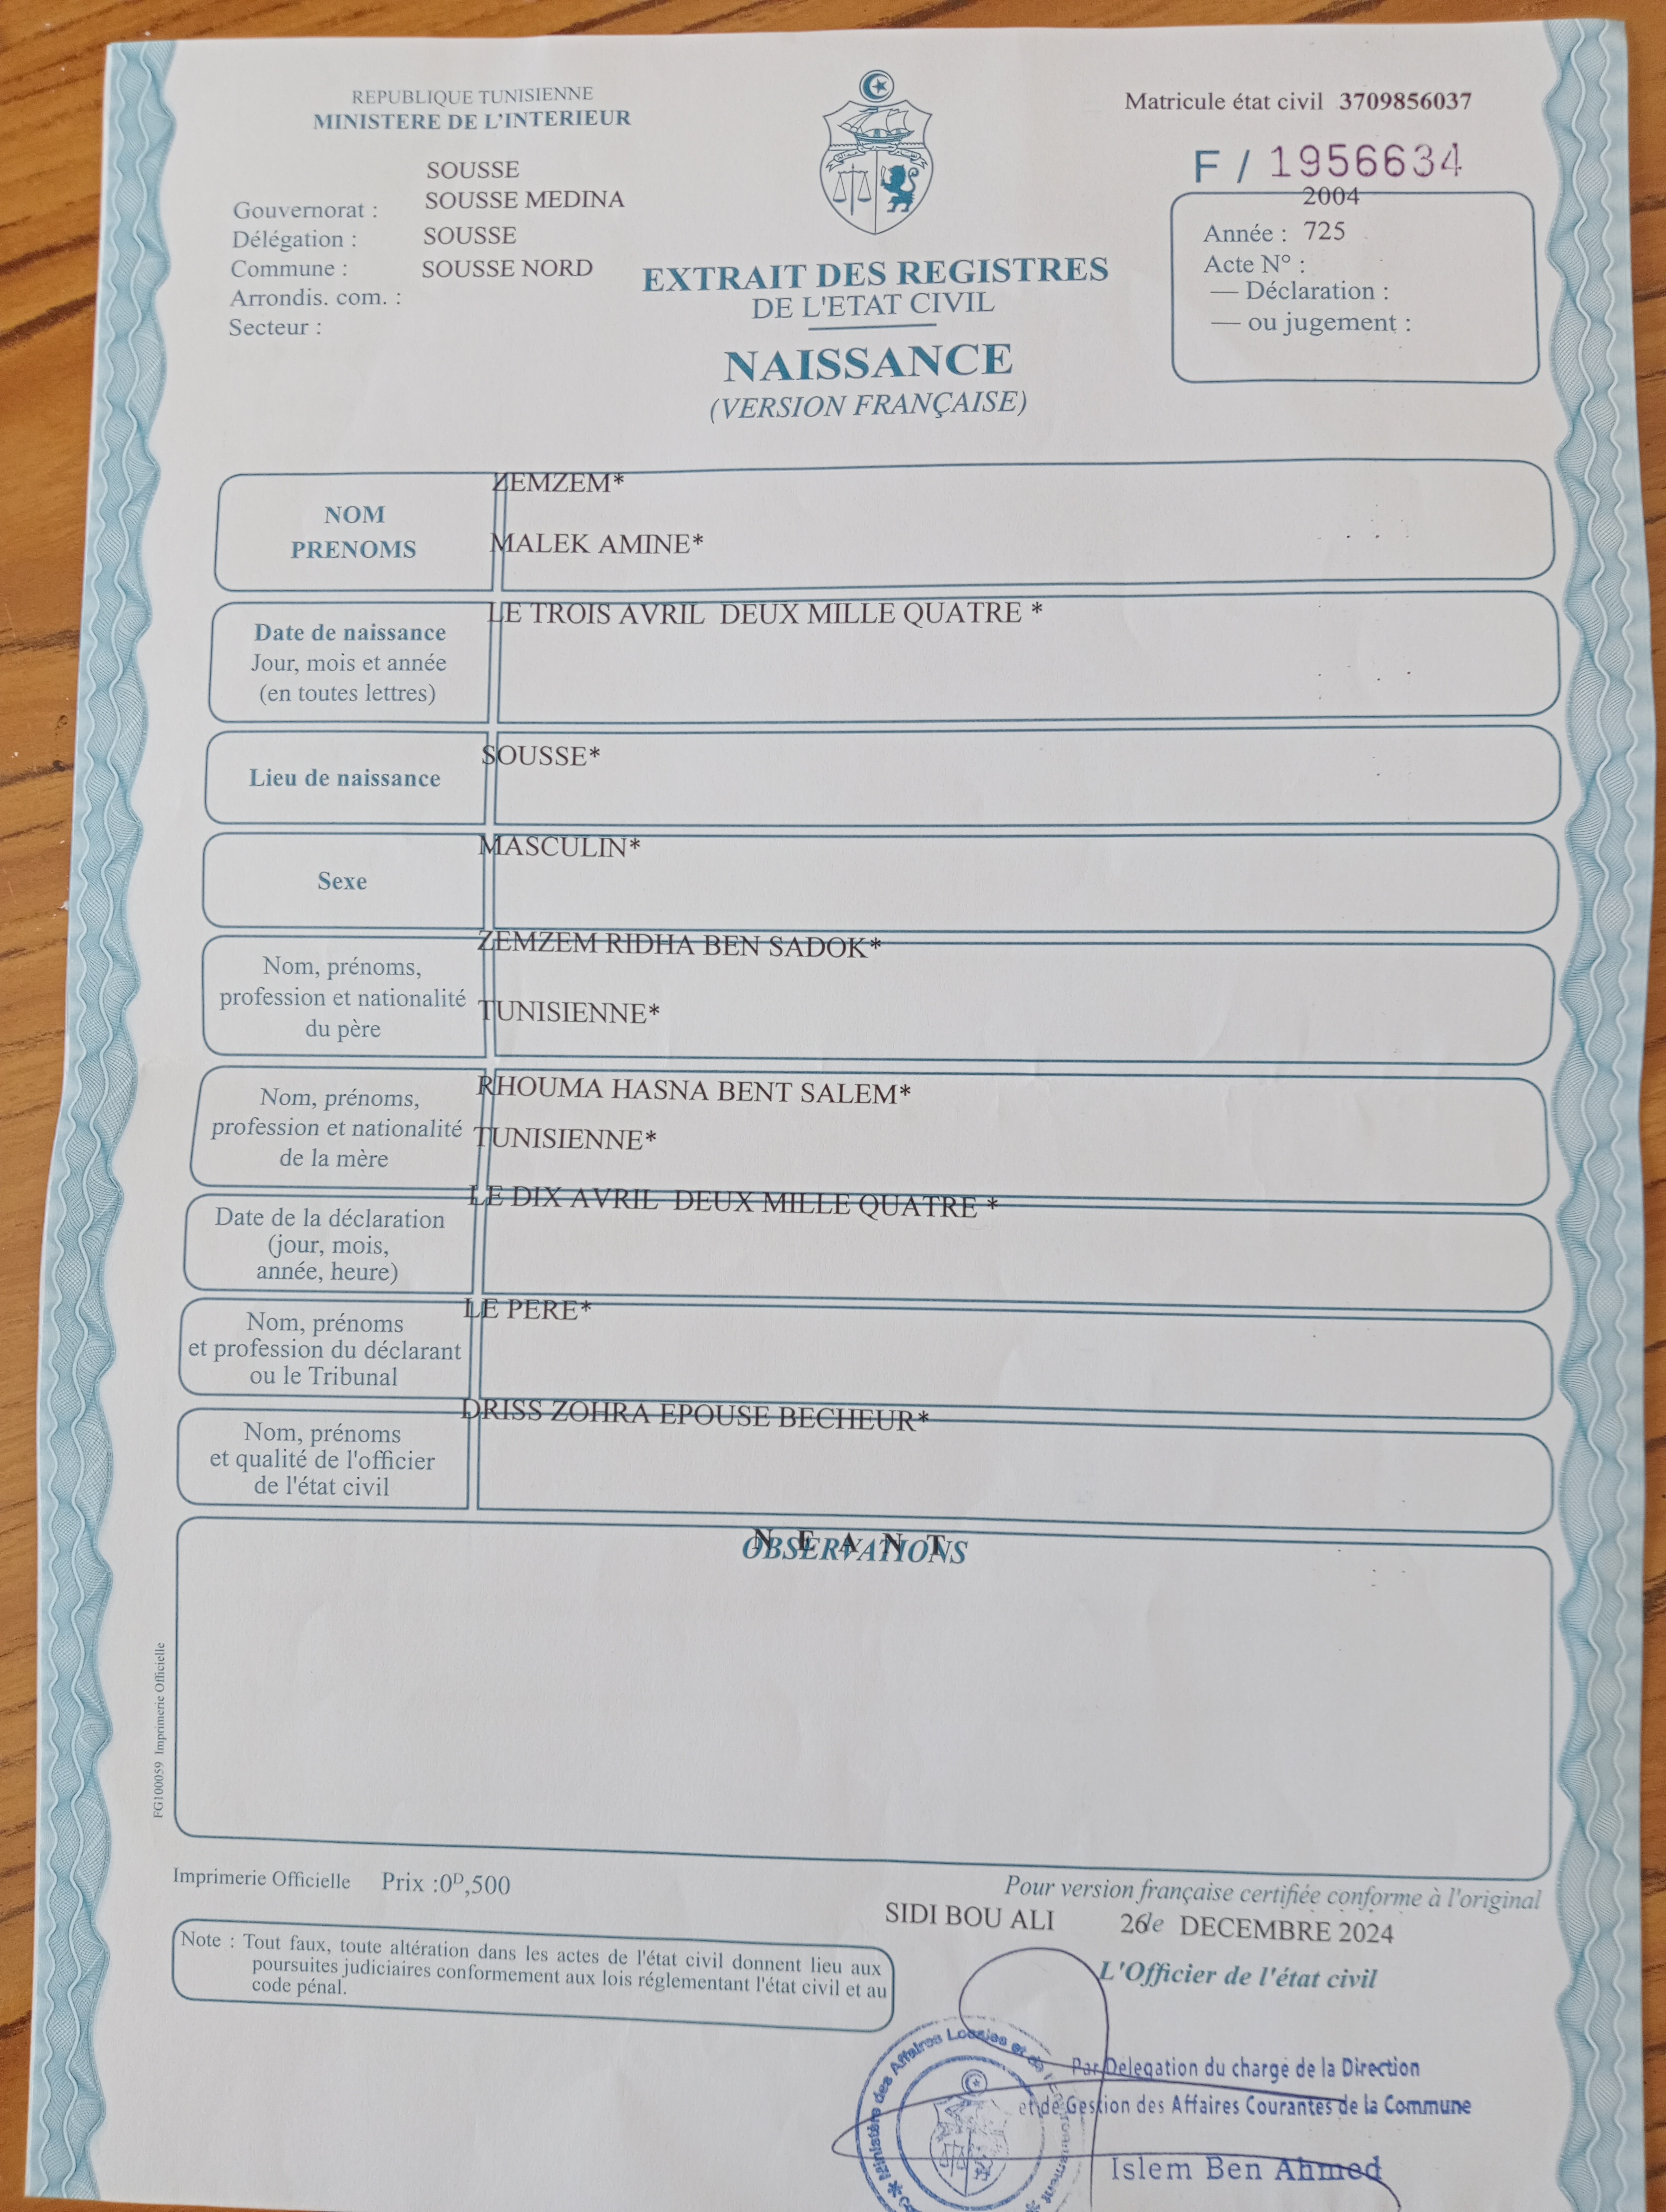 REPUBLIQUE TUNISIENNE
MINISTERE DE L'INTERIEUR
Matricule état civil 3709856037
F / 1956634
SOUSSE
Gouvernorat : SOUSSE MEDINA
Délégation : SOUSSE
Commune : SOUSSE NORD
Arrondis. com. :
Secteur :
2004
Année : 725
Acte N° :
— Déclaration :
— ou jugement :
EXTRAIT DES REGISTRES
DE L'ETAT CIVIL
NAISSANCE
(VERSION FRANÇAISE)
ZEMZEM*
NOM
PRENOMS
MALEK AMINE*
LE TROIS AVRIL DEUX MILLE QUATRE *
Date de naissance
Jour, mois et année
(en toutes lettres)
SOUSSE*
Lieu de naissance
MASCULIN*
Sexe
ZEMZEM RIDHA BEN SADOK*
Nom, prénoms,
profession et nationalité
du père
TUNISIENNE*
RHOUMA HASNA BENT SALEM*
Nom, prénoms,
profession et nationalité
de la mère
TUNISIENNE*
LE DIX AVRIL DEUX MILLE QUATRE *
Date de la déclaration
(jour, mois,
année, heure)
LE PERE*
Nom, prénoms
et profession du déclarant
ou le Tribunal
DRISS ZOHRA EPOUSE BECHEUR*
Nom, prénoms
et qualité de l'officier
de l'état civil
N E A N T
OBSERVATIONS
FG100059 Imprimerie Officielle
Imprimerie Officielle Prix :0ᴰ,500
Pour version française certifiée conforme à l'original
SIDI BOU ALI 26 le DECEMBRE 2024
L'Officier de l'état civil
Note : Tout faux, toute altération dans les actes de l'état civil donnent lieu aux
poursuites judiciaires conformement aux lois réglementant l'état civil et au
code pénal.
Ministère des Affaires Locales et de l'Environnement
Par Delegation du chargé de la Direction
et de Gestion des Affaires Courantes de la Commune
Islem Ben Ahmed